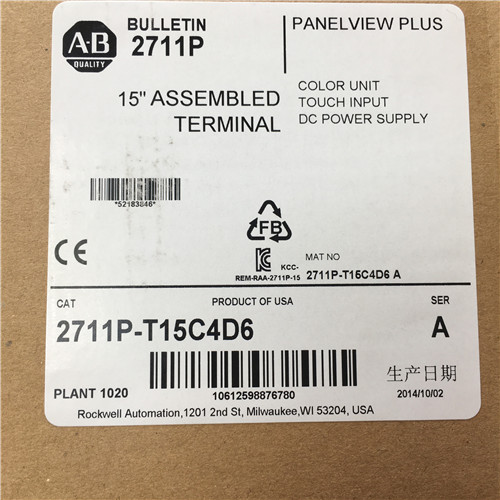 A-B
QUALITY
BULLETIN
2711P
PANELVIEW PLUS
15" ASSEMBLED
TERMINAL
COLOR UNIT
TOUCH INPUT
DC POWER SUPPLY
*52183846*
CE
FB
KCC-
REM-RAA-2711P-15
MAT NO
2711P-T15C4D6 A
CAT
PRODUCT OF USA
SER
2711P-T15C4D6
A
PLANT 1020
10612598876780
生产日期
2014/10/02
Rockwell Automation,1201 2nd St, Milwaukee,WI 53204, USA